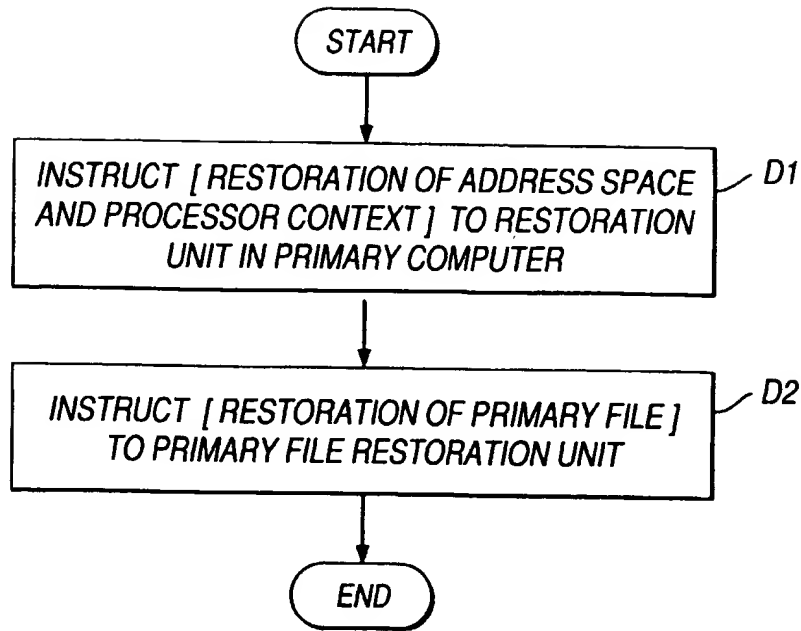 START
INSTRUCT [ RESTORATION OF ADDRESS SPACE
AND PROCESSOR CONTEXT ] TO RESTORATION
UNIT IN PRIMARY COMPUTER
D1
INSTRUCT [ RESTORATION OF PRIMARY FILE ]
TO PRIMARY FILE RESTORATION UNIT
D2
END